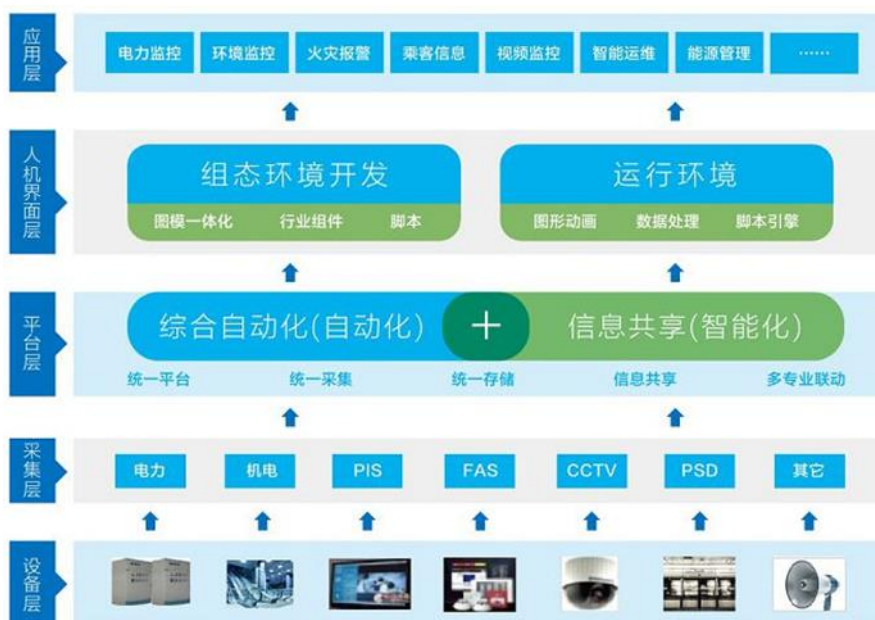 应用层
电力监控 环境监控 火灾报警 乘客信息 视频监控 智能运维 能源管理 ……
人机界面层
组态环境开发 运行环境
图模一体化 行业组件 脚本 图形动画 数据处理 脚本引擎
平台层
综合自动化(自动化) + 信息共享(智能化)
统一平台 统一采集 统一存储 信息共享 多专业联动
采集层
电力 机电 PIS FAS CCTV PSD 其它
设备层